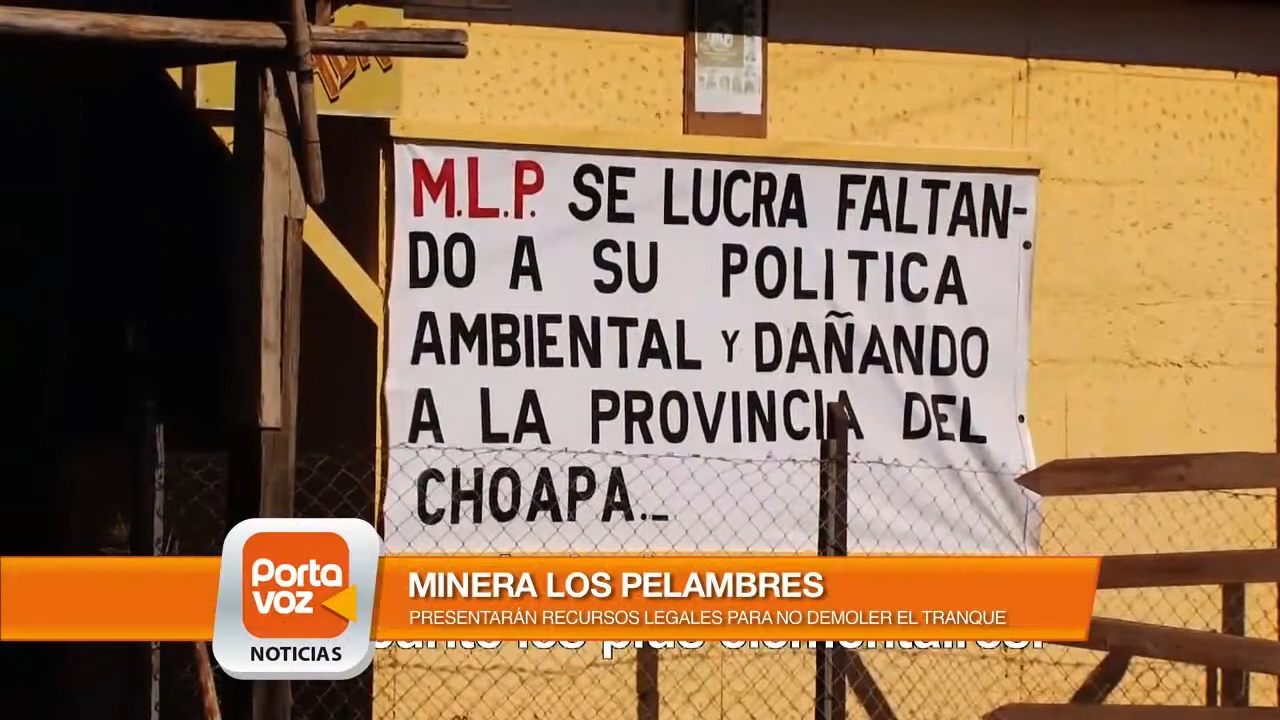 M.L.P. SE LUCRA FALTAN-
DO A SU POLITICA
AMBIENTAL Y DAÑANDO
A LA PROVINCIA DEL
CHOAPA._
Porta
voz
NOTICIAS
MINERA LOS PELAMBRES
PRESENTARÁN RECURSOS LEGALES PARA NO DEMOLER EL TRANQUE